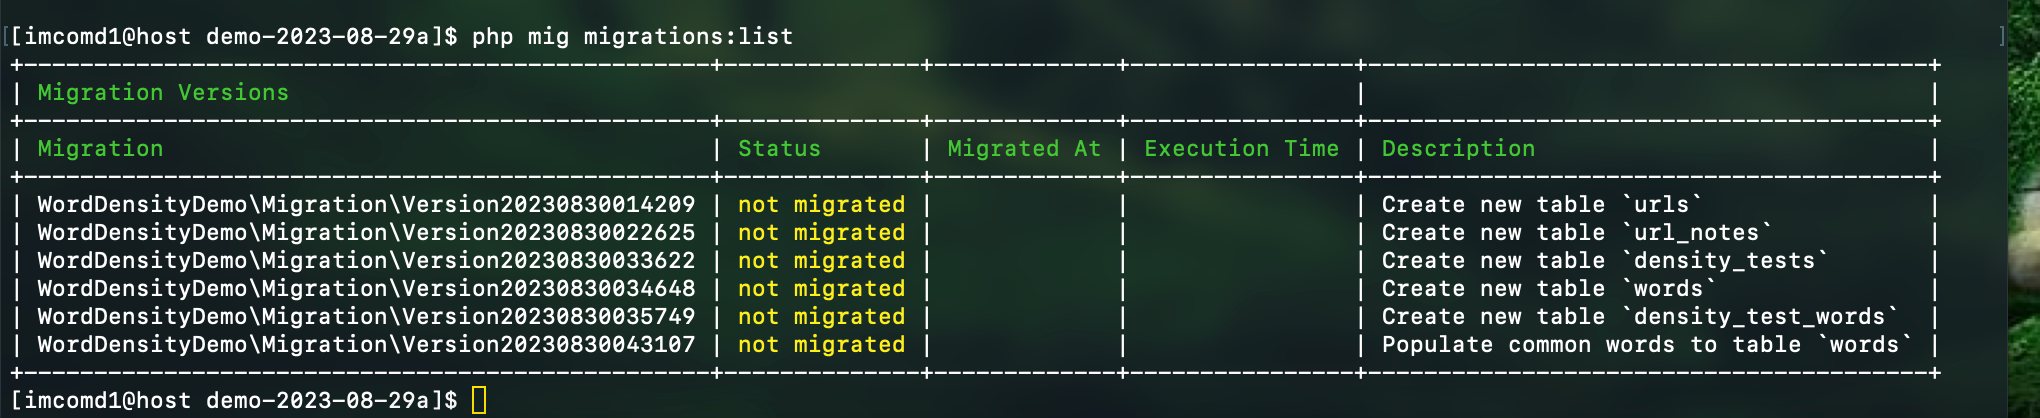 [imcomd1@host demo-2023-08-29a]$ php mig migrations:list
+-------------------------------------------------+--------------+-------------+----------------+----------------------------------------+
| Migration Versions | |
+-------------------------------------------------+--------------+-------------+----------------+----------------------------------------+
| Migration | Status | Migrated At | Execution Time | Description |
+-------------------------------------------------+--------------+-------------+----------------+----------------------------------------+
| WordDensityDemo\Migration\Version20230830014209 | not migrated | | | Create new table `urls` |
| WordDensityDemo\Migration\Version20230830022625 | not migrated | | | Create new table `url_notes` |
| WordDensityDemo\Migration\Version20230830033622 | not migrated | | | Create new table `density_tests` |
| WordDensityDemo\Migration\Version20230830034648 | not migrated | | | Create new table `words` |
| WordDensityDemo\Migration\Version20230830035749 | not migrated | | | Create new table `density_test_words` |
| WordDensityDemo\Migration\Version20230830043107 | not migrated | | | Populate common words to table `words` |
+-------------------------------------------------+--------------+-------------+----------------+----------------------------------------+
[imcomd1@host demo-2023-08-29a]$